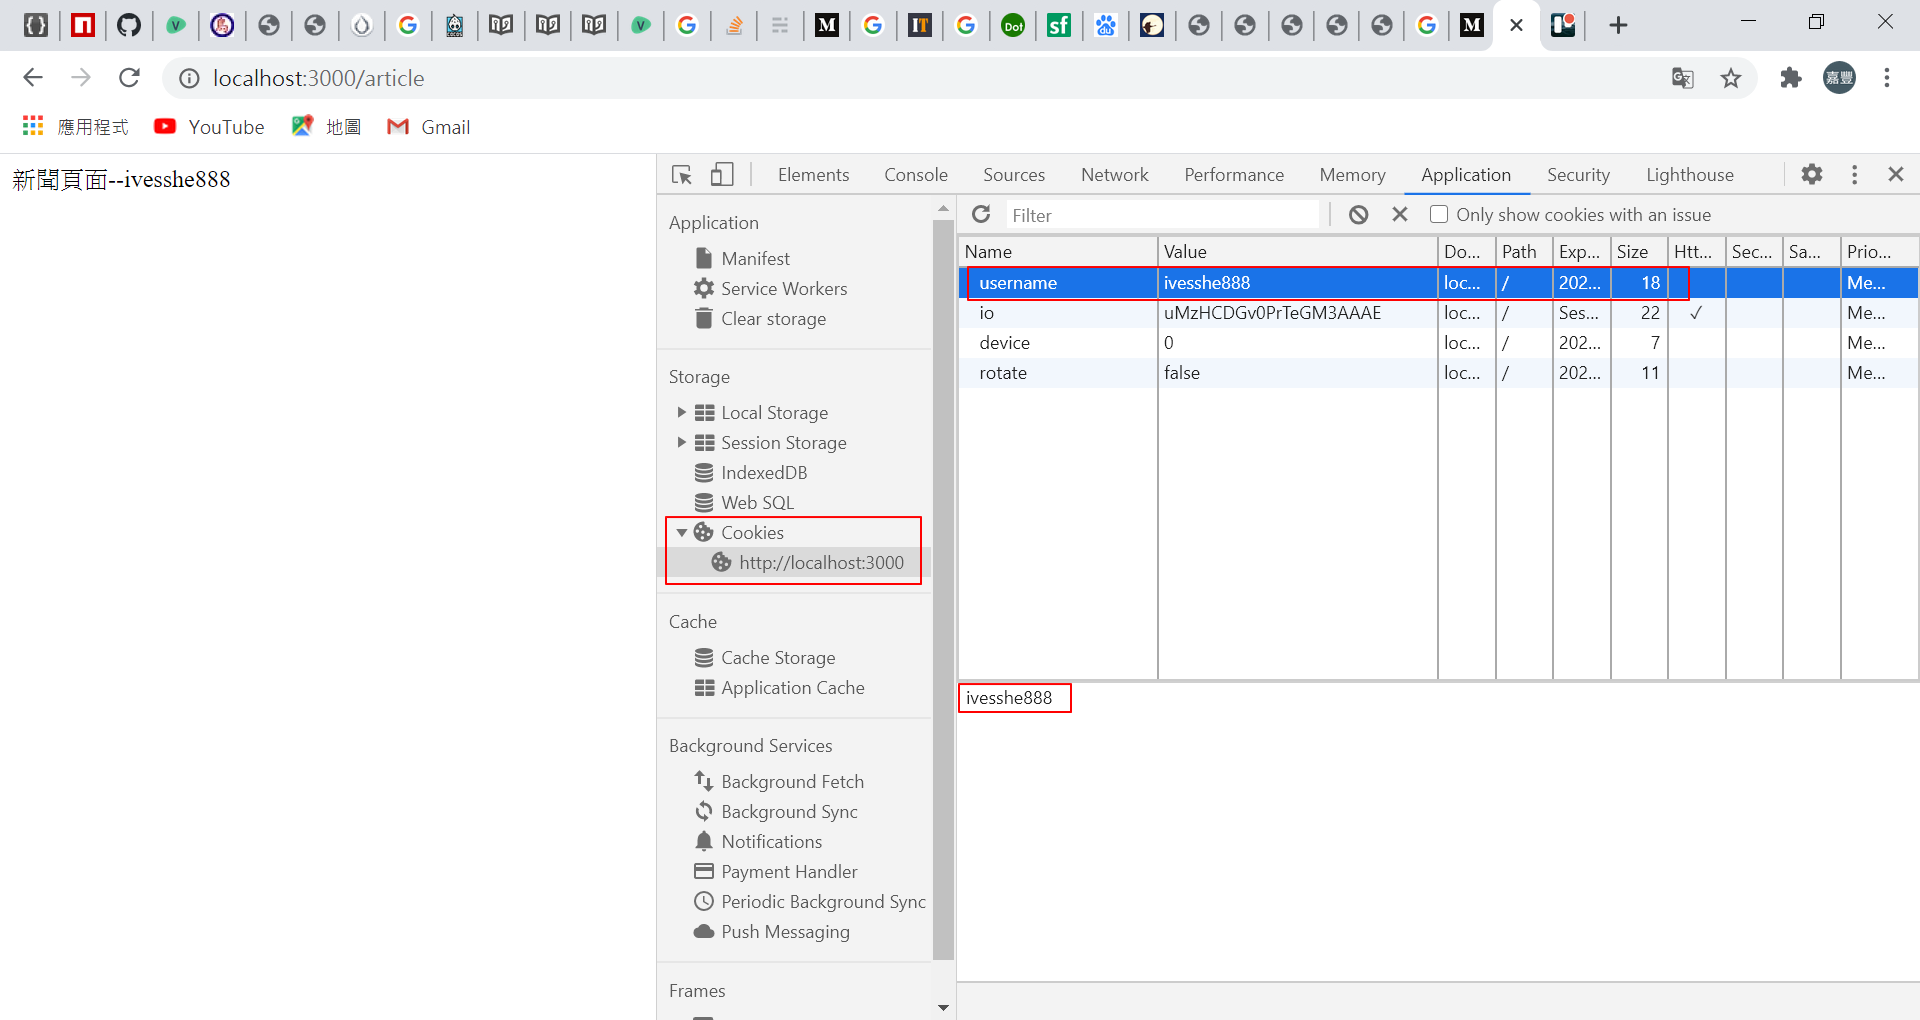 localhost:3000/article
嘉豐
應用程式 YouTube 地圖 Gmail
新聞頁面--ivesshe888
Elements Console Sources Network Performance Memory Application Security Lighthouse
Filter Only show cookies with an issue
Application
Manifest
Service Workers
Clear storage
Storage
Local Storage
Session Storage
IndexedDB
Web SQL
Cookies
http://localhost:3000
Cache
Cache Storage
Application Cache
Background Services
Background Fetch
Background Sync
Notifications
Payment Handler
Periodic Background Sync
Push Messaging
Frames
Name Value Do... Path Exp... Size Htt... Sec... Sa... Prio...
username ivesshe888 loc... / 202... 18 Me...
io uMzHCDGv0PrTeGM3AAAE loc... / Ses... 22 ✓ Me...
device 0 loc... / 202... 7 Me...
rotate false loc... / 202... 11 Me...
ivesshe888